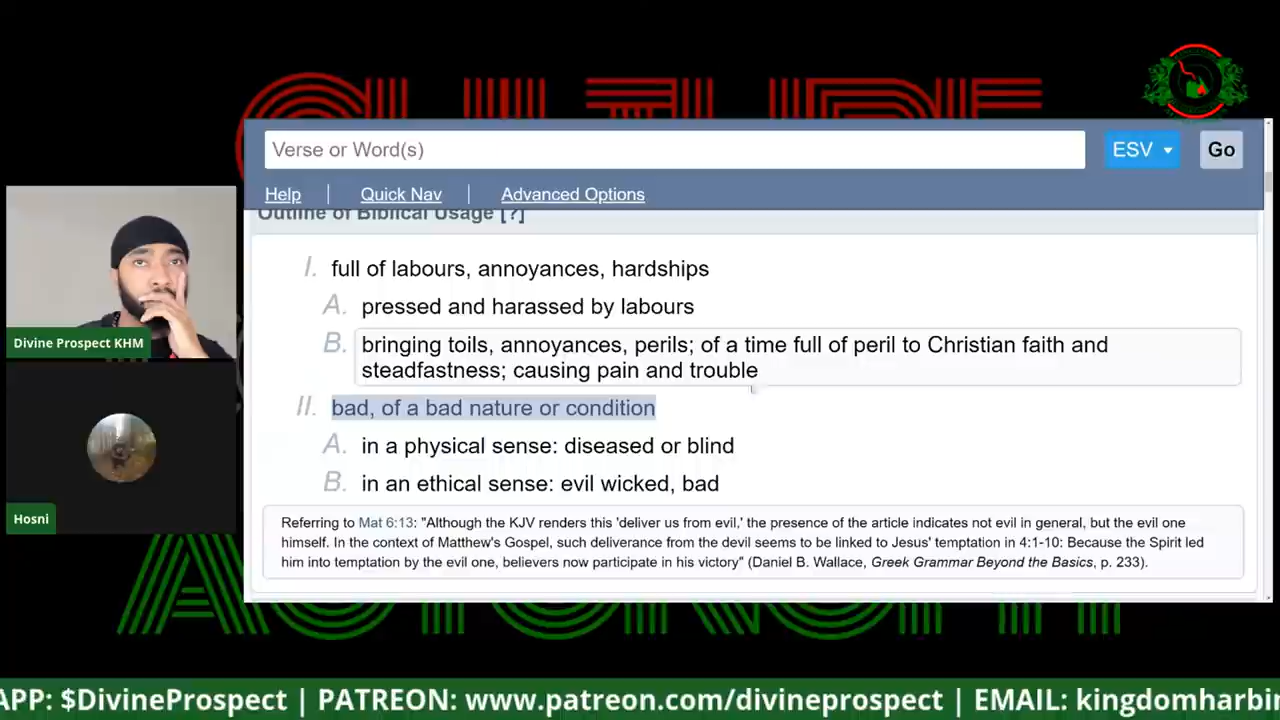 Verse or Word(s)
ESV
Go
Help | Quick Nav | Advanced Options
Outline of Biblical Usage [?]
I. full of labours, annoyances, hardships
A. pressed and harassed by labours
B. bringing toils, annoyances, perils; of a time full of peril to Christian faith and
steadfastness; causing pain and trouble
II. bad, of a bad nature or condition
A. in a physical sense: diseased or blind
B. in an ethical sense: evil wicked, bad
Referring to Mat 6:13: "Although the KJV renders this 'deliver us from evil,' the presence of the article indicates not evil in general, but the evil one
himself. In the context of Matthew's Gospel, such deliverance from the devil seems to be linked to Jesus' temptation in 4:1-10: Because the Spirit led
him into temptation by the evil one, believers now participate in his victory" (Daniel B. Wallace, Greek Grammar Beyond the Basics, p. 233).
Divine Prospect KHM
Hosni
APP: $DivineProspect | PATREON: www.patreon.com/divineprospect | EMAIL: kingdomharbin